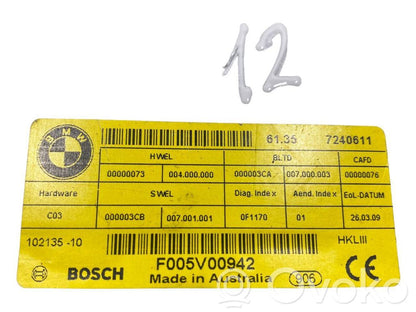 12
BMW
61.35 7240611
HWEL BLTD CAFD
00000073 004.000.000 000003CA 007.000.003 00000076
Hardware SWEL Diag. Index Aend. Index EoL-DATUM
C03 000003CB 007.001.001 0F1170 01 26.03.09
102135 -10 HKLIII
BOSCH F005V00942 CE
Made in Australia 906
Ovoko
ovoko.com